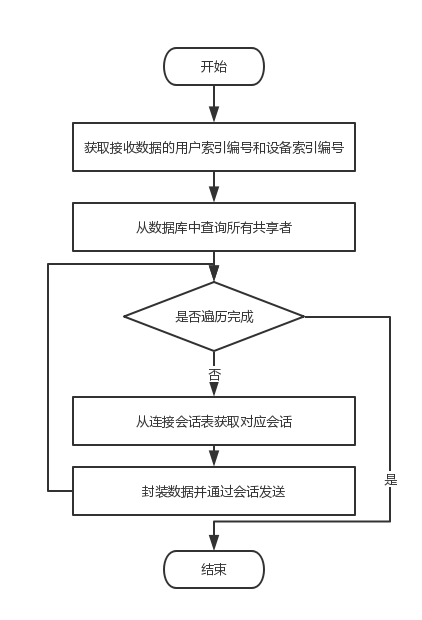 开始
获取接收数据的用户索引编号和设备索引编号
从数据库中查询所有共享者
是否遍历完成
否
从连接会话表获取对应会话
是
封装数据并通过会话发送
结束